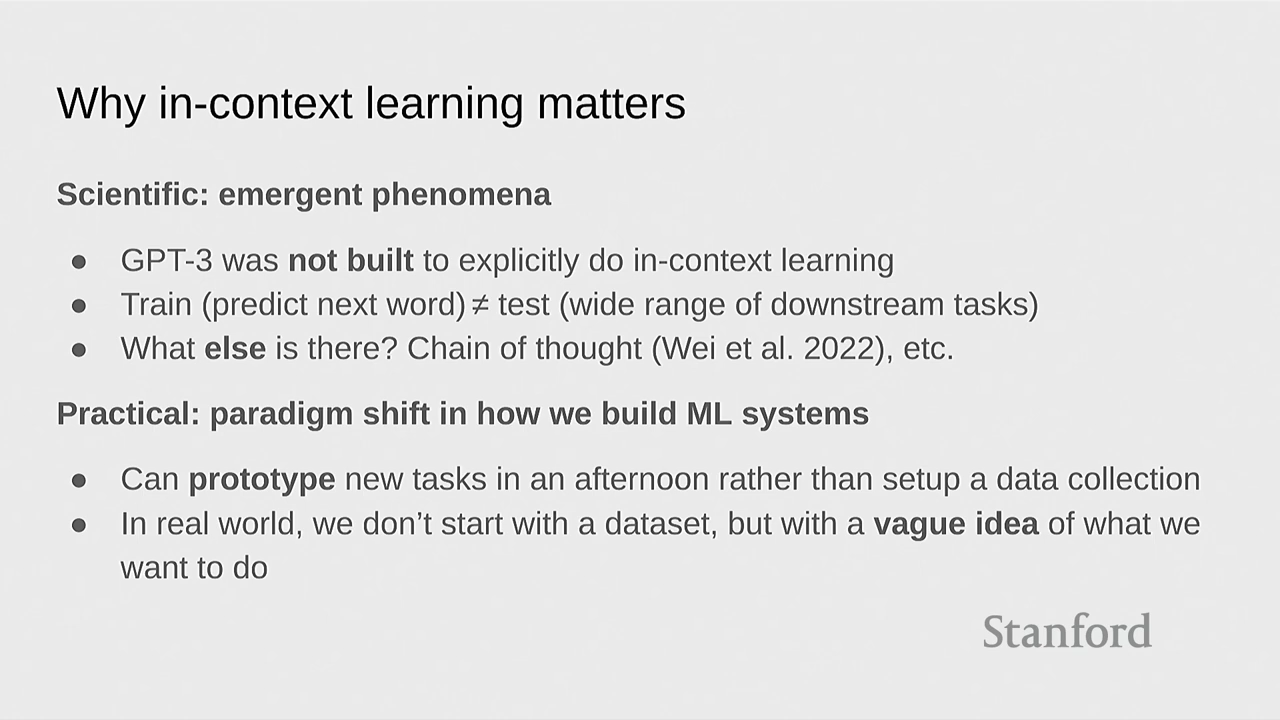 Why in-context learning matters
Scientific: emergent phenomena
● GPT-3 was not built to explicitly do in-context learning
● Train (predict next word) ≠ test (wide range of downstream tasks)
● What else is there? Chain of thought (Wei et al. 2022), etc.
Practical: paradigm shift in how we build ML systems
● Can prototype new tasks in an afternoon rather than setup a data collection
● In real world, we don’t start with a dataset, but with a vague idea of what we
want to do
Stanford